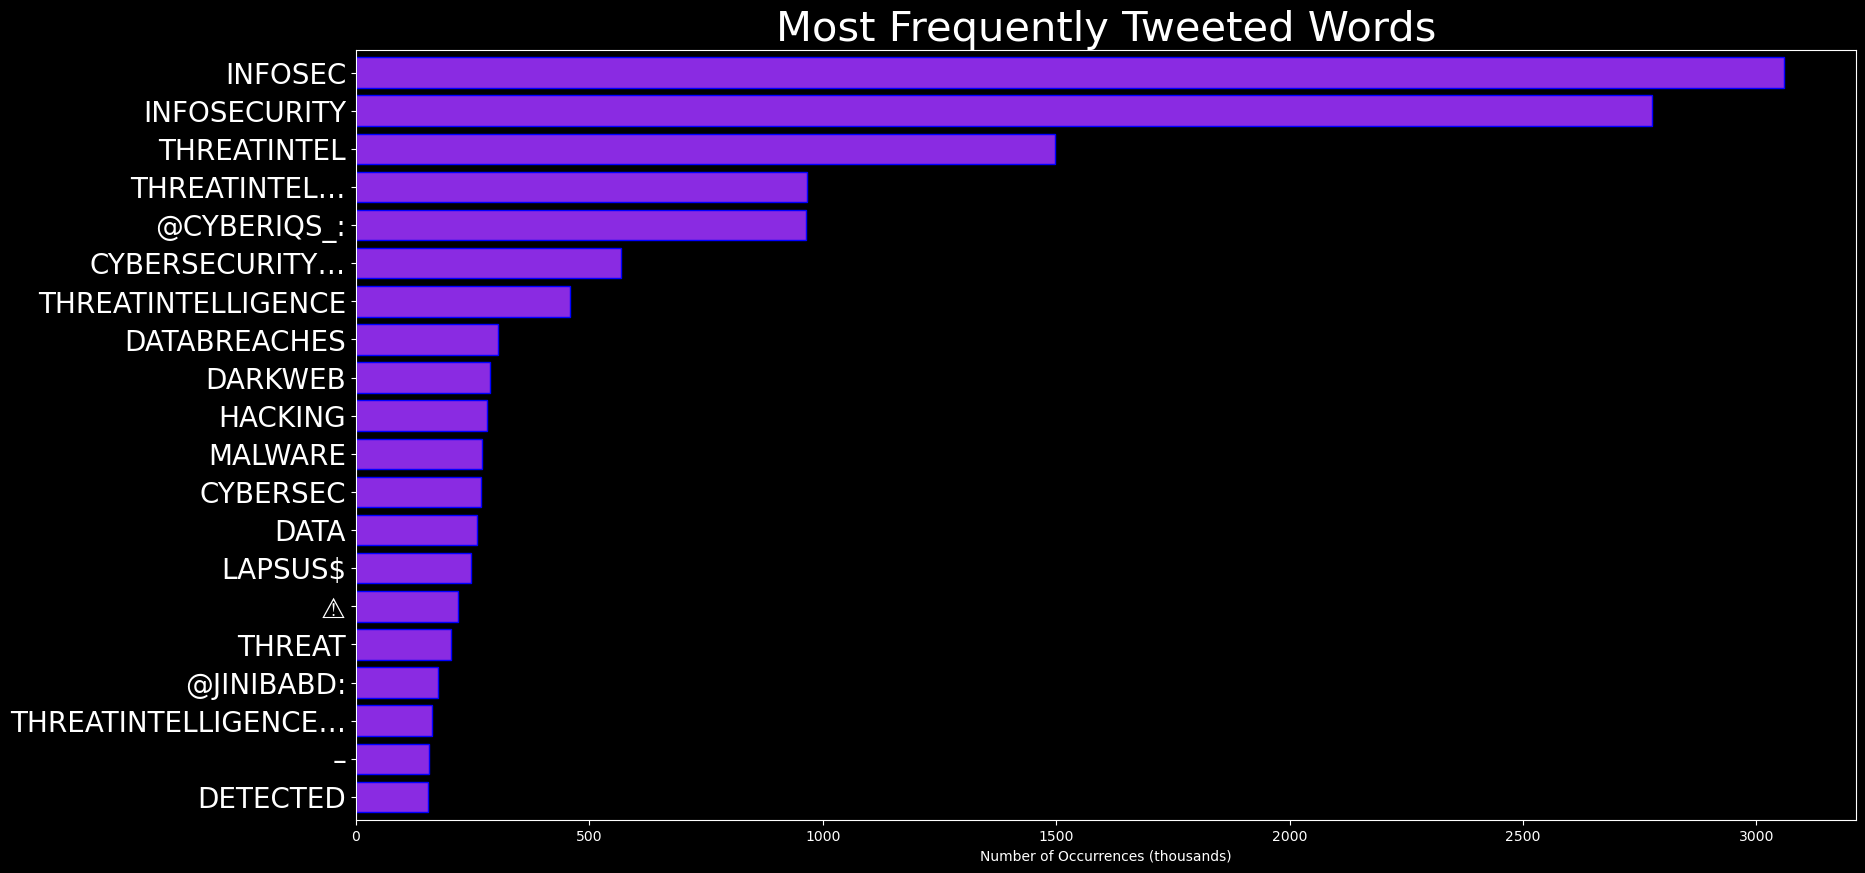 Most Frequently Tweeted Words
INFOSEC
INFOSECURITY
THREATINTEL
THREATINTEL…
@CYBERIQS_:
CYBERSECURITY…
THREATINTELLIGENCE
DATABREACHES
DARKWEB
HACKING
MALWARE
CYBERSEC
DATA
LAPSUS$
⚠
THREAT
@JINIBABD:
THREATINTELLIGENCE…
–
DETECTED
0 500 1000 1500 2000 2500 3000
Number of Occurrences (thousands)